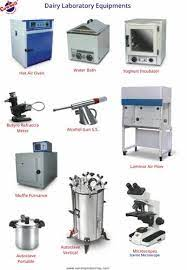 Dairy Laboratory Equipments
Hot Air Oven
Water Bath
Yoghurt Incubator
Butyro Refracto
Meter
Alcohol Gun S.S.
Laminar Air Flow
Muffle Furnance
Autoclave
Portable
Autoclave
Vertical
Microscopes